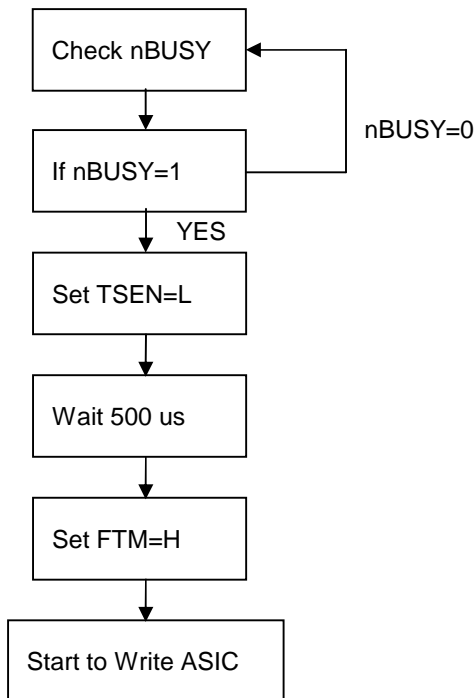 Check nBUSY
nBUSY=0
If nBUSY=1
YES
Set TSEN=L
Wait 500 us
Set FTM=H
Start to Write ASIC